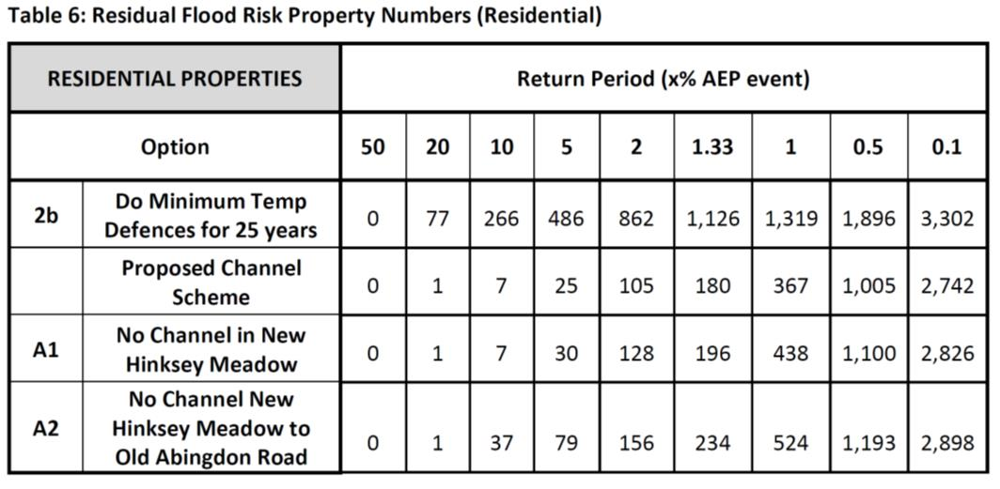 Table 6: Residual Flood Risk Property Numbers (Residential)
RESIDENTIAL PROPERTIES Return Period (x% AEP event)
Option 50 20 10 5 2 1.33 1 0.5 0.1
2b Do Minimum Temp
Defences for 25 years 0 77 266 486 862 1,126 1,319 1,896 3,302
Proposed Channel
Scheme 0 1 7 25 105 180 367 1,005 2,742
A1 No Channel in New
Hinksey Meadow 0 1 7 30 128 196 438 1,100 2,826
No Channel New
A2 Hinksey Meadow to
Old Abingdon Road 0 1 37 79 156 234 524 1,193 2,898